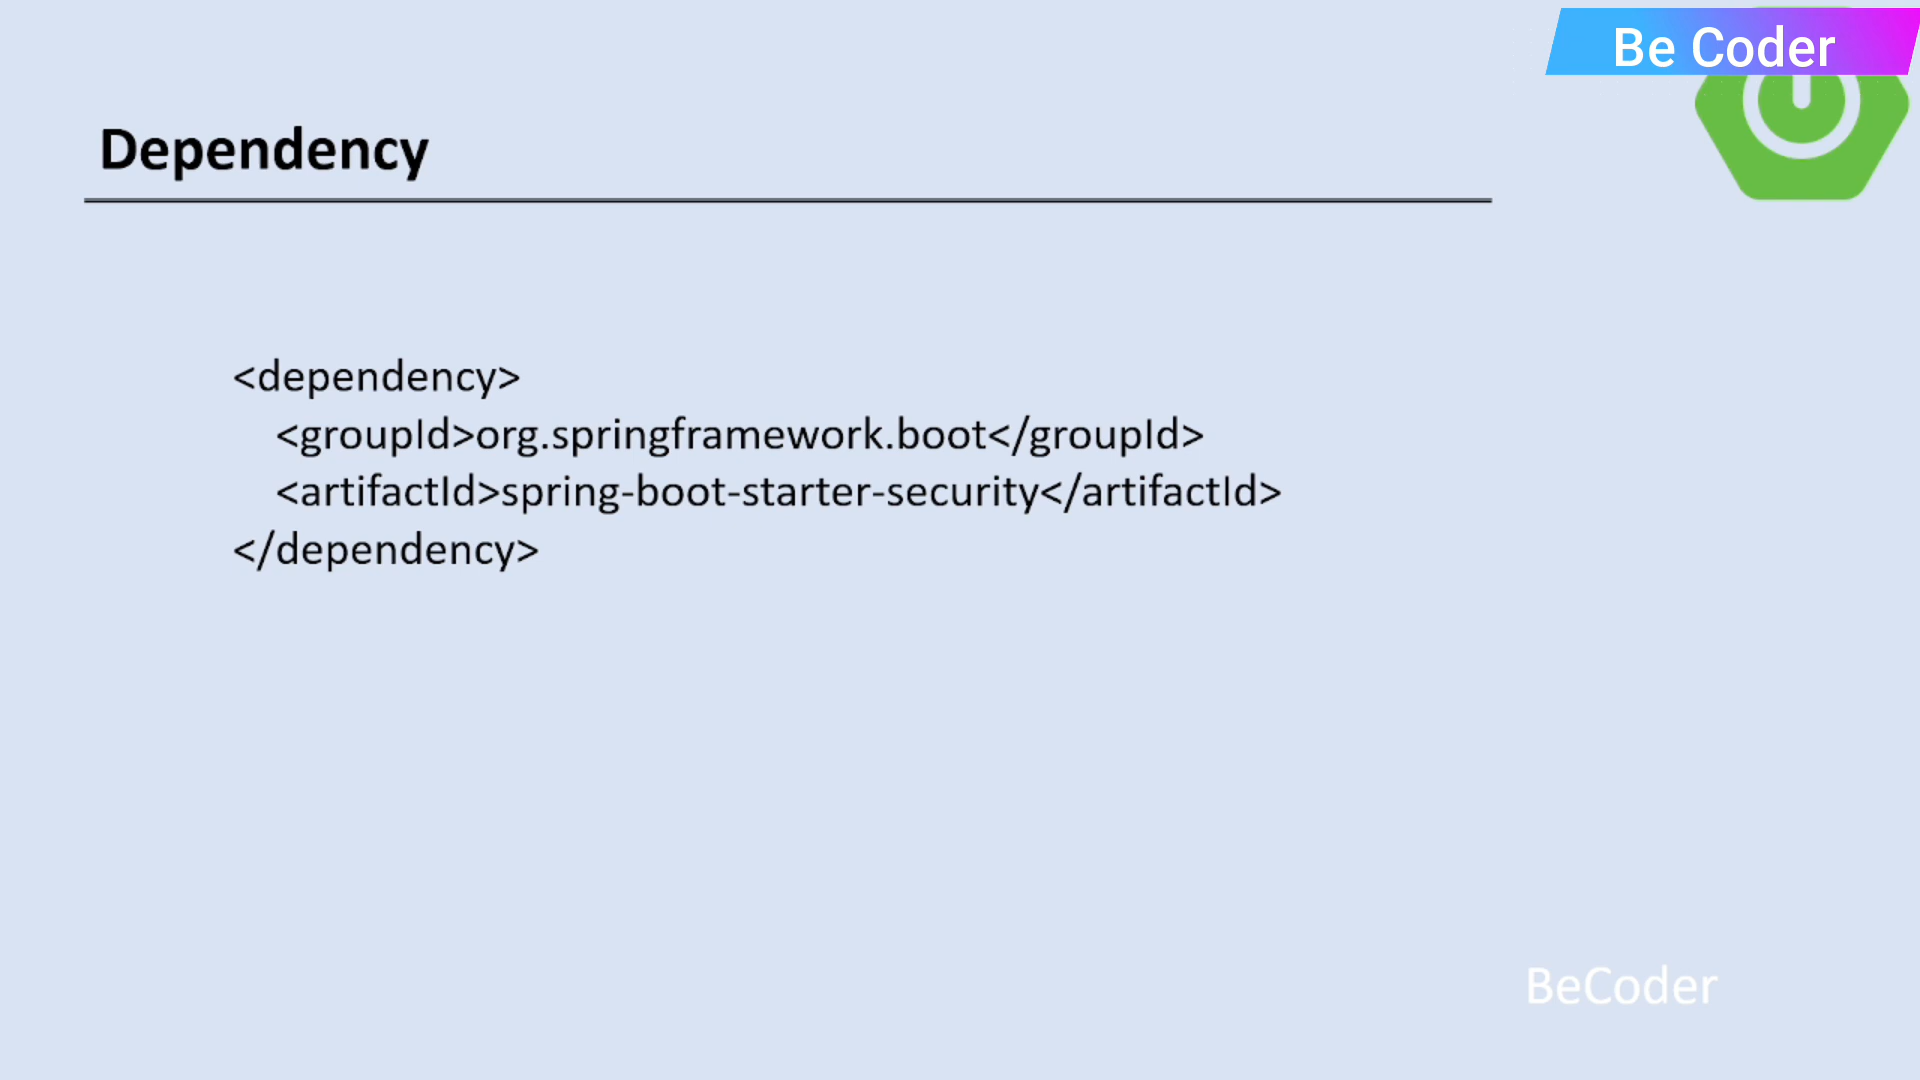 Be Coder
Dependency
<dependency>
<groupId>org.springframework.boot</groupId>
<artifactId>spring-boot-starter-security</artifactId>
</dependency>
BeCoder